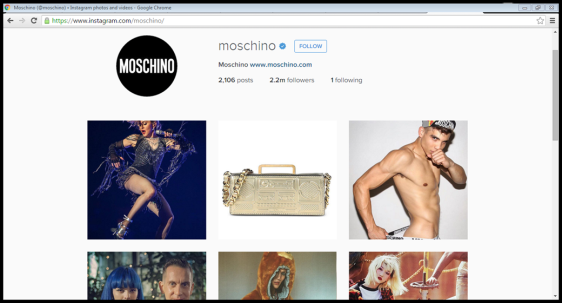 Moschino (@moschino) • Instagram photos and videos - Google Chrome
https://www.instagram.com/moschino/
MOSCHINO
moschino FOLLOW
Moschino www.moschino.com
2,106 posts 2.2m followers 1 following